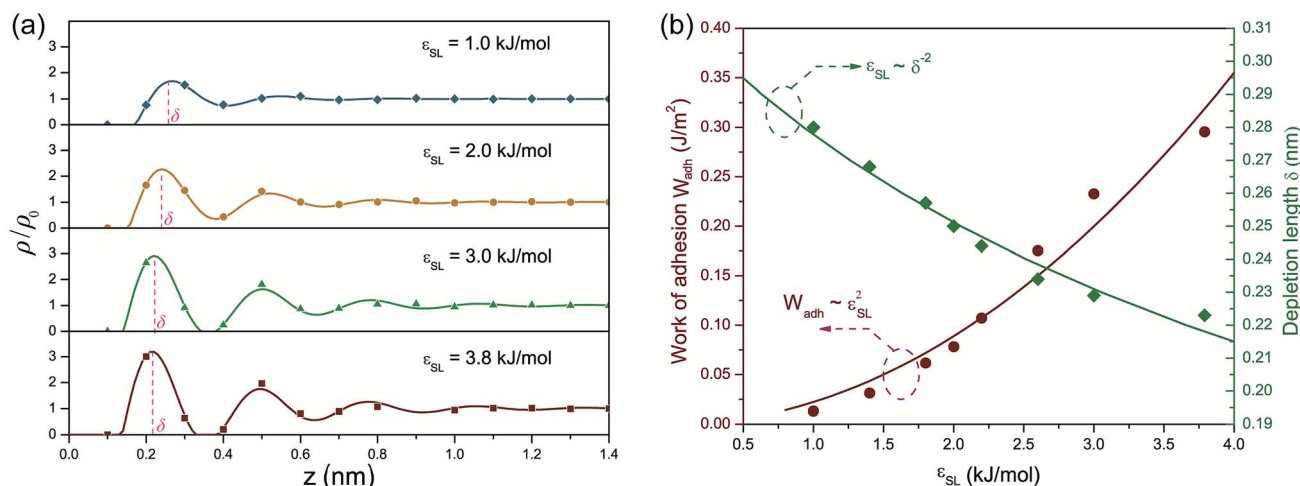 (a)
ε_SL = 1.0 kJ/mol
3
2
1
0
δ
ε_SL = 2.0 kJ/mol
3
2
1
0
δ
ρ/ρ₀
ε_SL = 3.0 kJ/mol
3
2
1
0
δ
ε_SL = 3.8 kJ/mol
3
2
1
0
δ
0.0 0.2 0.4 0.6 0.8 1.0 1.2 1.4
z (nm)
(b)
Work of adhesion W_adh (J/m²)
0.40
0.35
0.30
0.25
0.20
0.15
0.10
0.05
0.00
ε_SL ~ δ⁻²
W_adh ~ ε²_SL
0.31
0.30
0.29
0.28
0.27
0.26
0.25
0.24
0.23
0.22
0.21
0.20
0.19
Depletion length δ (nm)
0.5 1.0 1.5 2.0 2.5 3.0 3.5 4.0
ε_SL (kJ/mol)